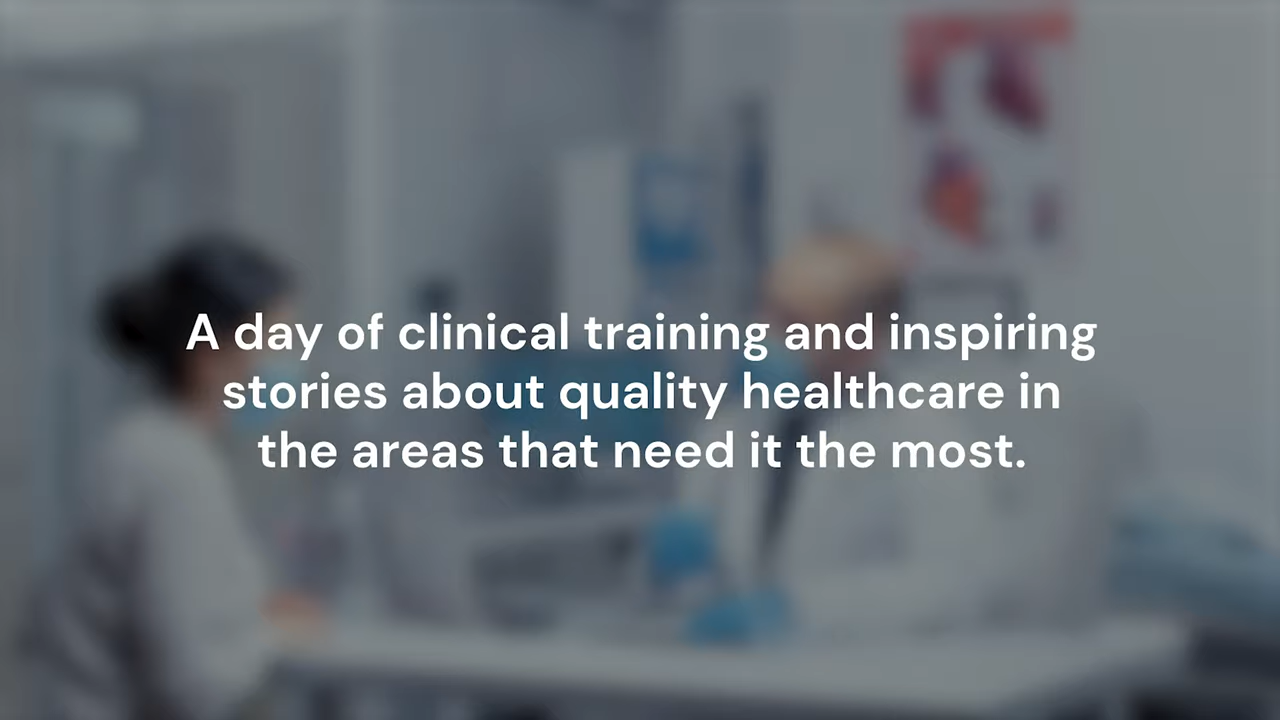 A day of clinical training and inspiring
stories about quality healthcare in
the areas that need it the most.